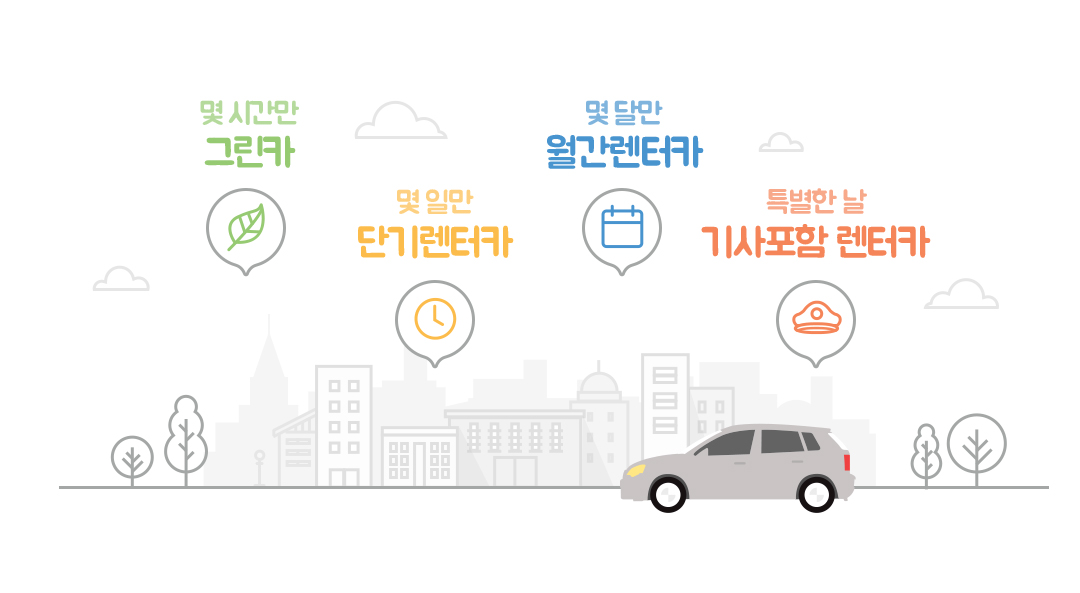 몇 시간만
그린카
몇 일만
단기렌터카
몇 달만
월간렌터카
특별한 날
기사포함 렌터카